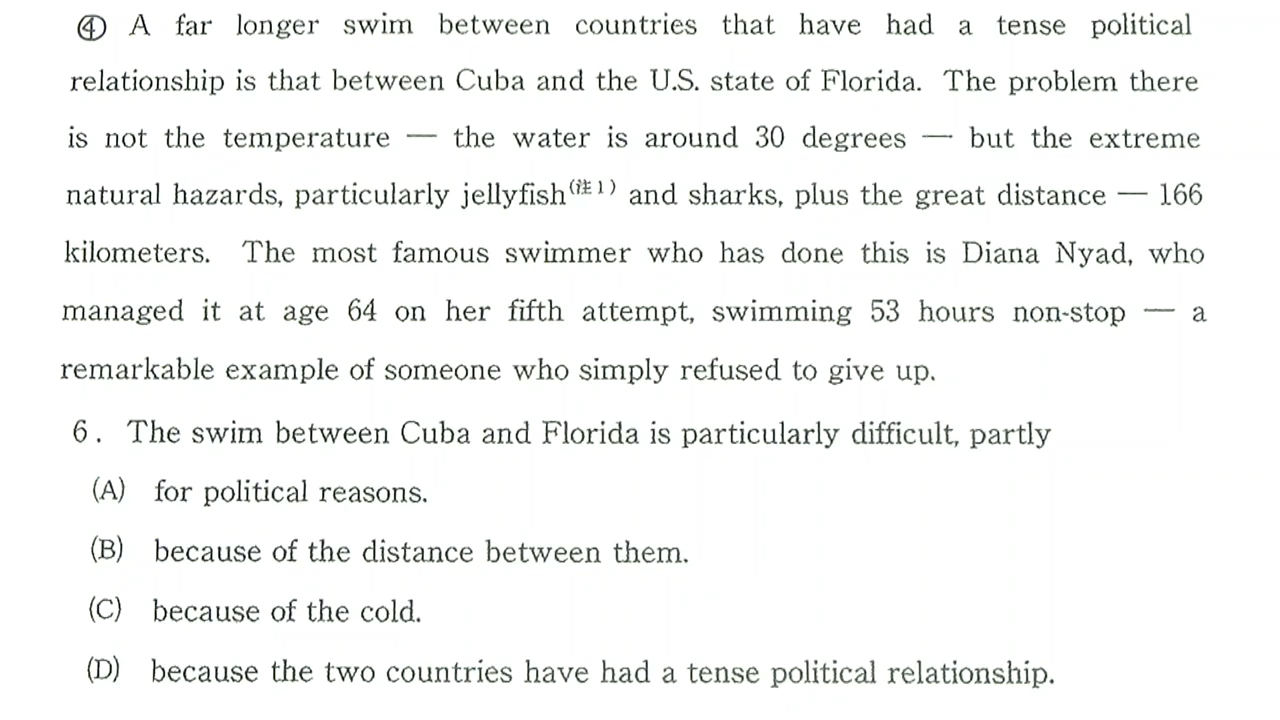 ④ A far longer swim between countries that have had a tense political
relationship is that between Cuba and the U.S. state of Florida. The problem there
is not the temperature — the water is around 30 degrees — but the extreme
natural hazards, particularly jellyfish(注1) and sharks, plus the great distance — 166
kilometers. The most famous swimmer who has done this is Diana Nyad, who
managed it at age 64 on her fifth attempt, swimming 53 hours non-stop — a
remarkable example of someone who simply refused to give up.
6. The swim between Cuba and Florida is particularly difficult, partly
(A) for political reasons.
(B) because of the distance between them.
(C) because of the cold.
(D) because the two countries have had a tense political relationship.